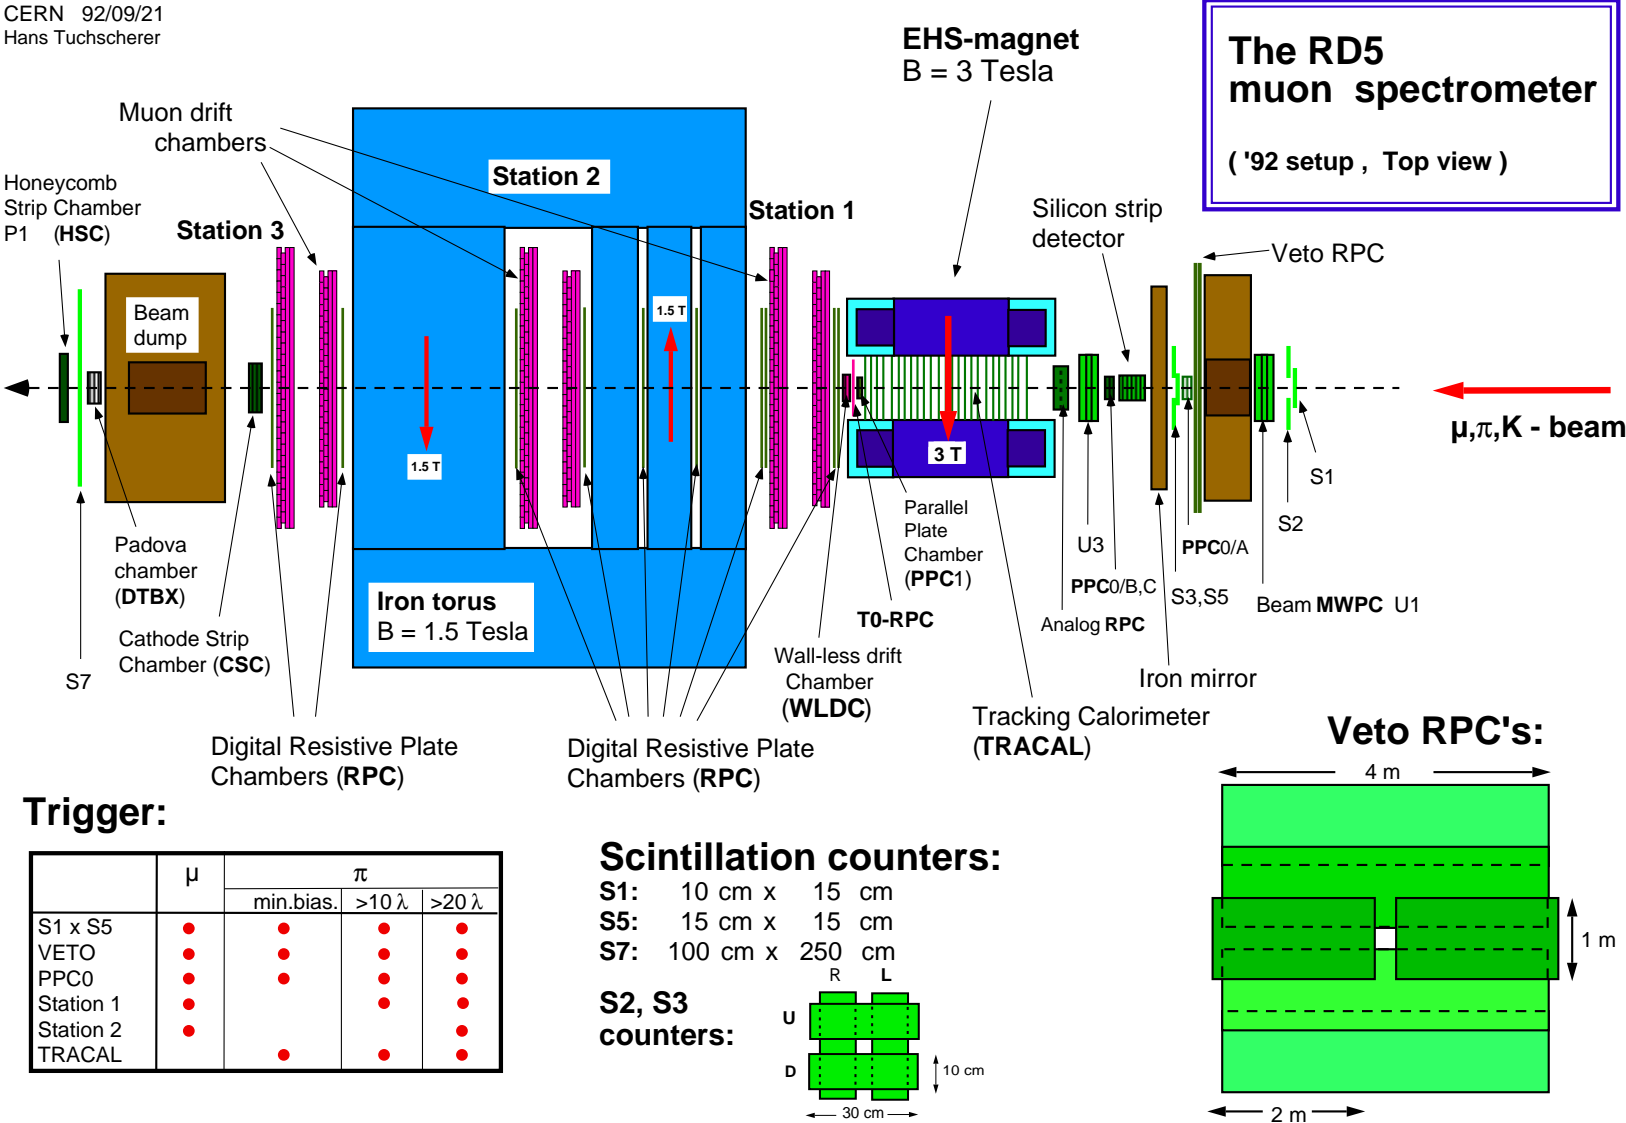 CERN 92/09/21
Hans Tuchscherer
EHS-magnet
B = 3 Tesla
The RD5
muon spectrometer
( '92 setup , Top view )
Muon drift
chambers
Honeycomb
Strip Chamber
P1 (HSC)
Station 3
Station 2
Station 1
Silicon strip
detector
Veto RPC
Beam
dump
1.5 T
1.5 T
3 T
μ,π,K - beam
S1
S2
Padova
chamber
(DTBX)
Cathode Strip
Chamber (CSC)
S7
Iron torus
B = 1.5 Tesla
Parallel
Plate
Chamber
(PPC1)
T0-RPC
Wall-less drift
Chamber
(WLDC)
U3
PPC0/B,C
Analog RPC
PPC0/A
S3,S5
Beam MWPC U1
Iron mirror
Tracking Calorimeter
(TRACAL)
Digital Resistive Plate
Chambers (RPC)
Digital Resistive Plate
Chambers (RPC)
Veto RPC's:
4 m
1 m
2 m
Trigger:
μ π
min.bias. >10 λ >20 λ
S1 x S5
VETO
PPC0
Station 1
Station 2
TRACAL
Scintillation counters:
S1: 10 cm x 15 cm
S5: 15 cm x 15 cm
S7: 100 cm x 250 cm
R L
S2, S3
counters:
U
D
10 cm
30 cm